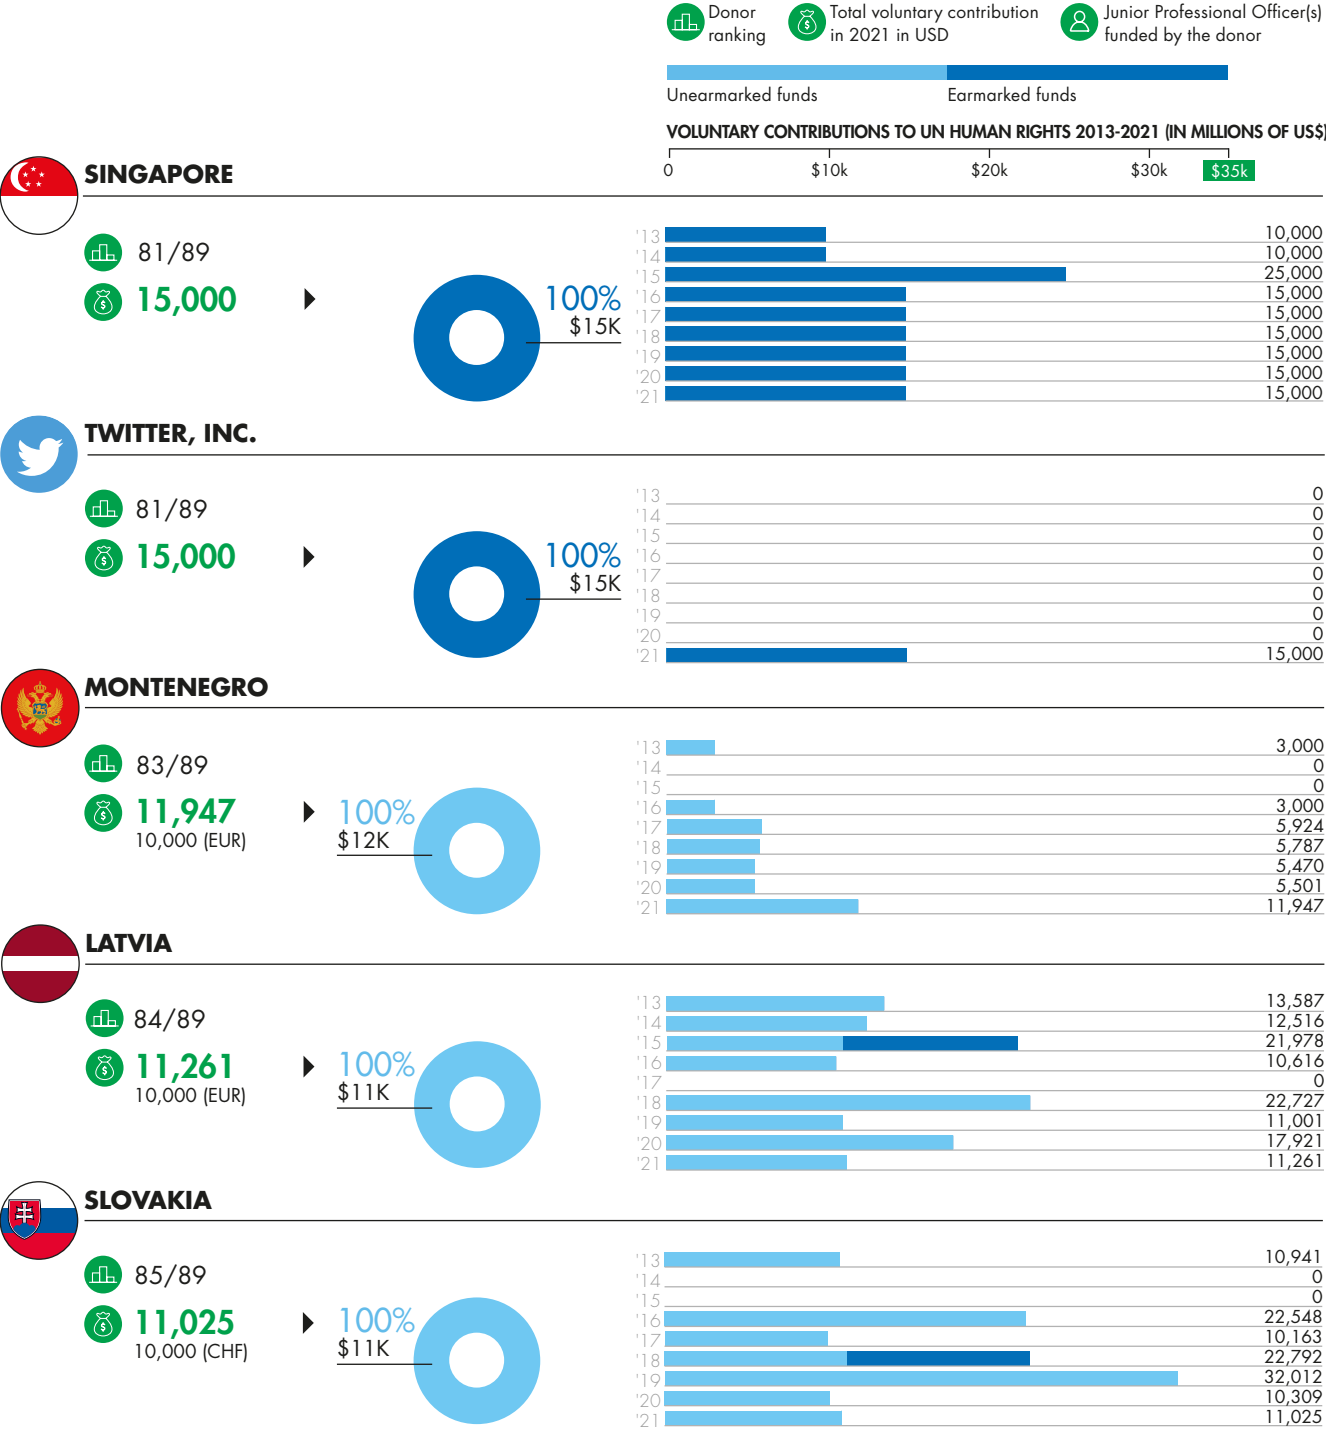 Donor
ranking
Total voluntary contribution
in 2021 in USD
Junior Professional Officer(s)
funded by the donor
Unearmarked funds
Earmarked funds
VOLUNTARY CONTRIBUTIONS TO UN HUMAN RIGHTS 2013-2021 (IN MILLIONS OF US$)
0 $10k $20k $30k $35k
SINGAPORE
81/89
15,000
100%
$15K
'13 10,000
'14 10,000
'15 25,000
'16 15,000
'17 15,000
'18 15,000
'19 15,000
'20 15,000
'21 15,000
TWITTER, INC.
81/89
15,000
100%
$15K
'13 0
'14 0
'15 0
'16 0
'17 0
'18 0
'19 0
'20 0
'21 15,000
MONTENEGRO
83/89
11,947
10,000 (EUR)
100%
$12K
'13 3,000
'14 0
'15 0
'16 3,000
'17 5,924
'18 5,787
'19 5,470
'20 5,501
'21 11,947
LATVIA
84/89
11,261
10,000 (EUR)
100%
$11K
'13 13,587
'14 12,516
'15 21,978
'16 10,616
'17 0
'18 22,727
'19 11,001
'20 17,921
'21 11,261
SLOVAKIA
85/89
11,025
10,000 (CHF)
100%
$11K
'13 10,941
'14 0
'15 0
'16 22,548
'17 10,163
'18 22,792
'19 32,012
'20 10,309
'21 11,025